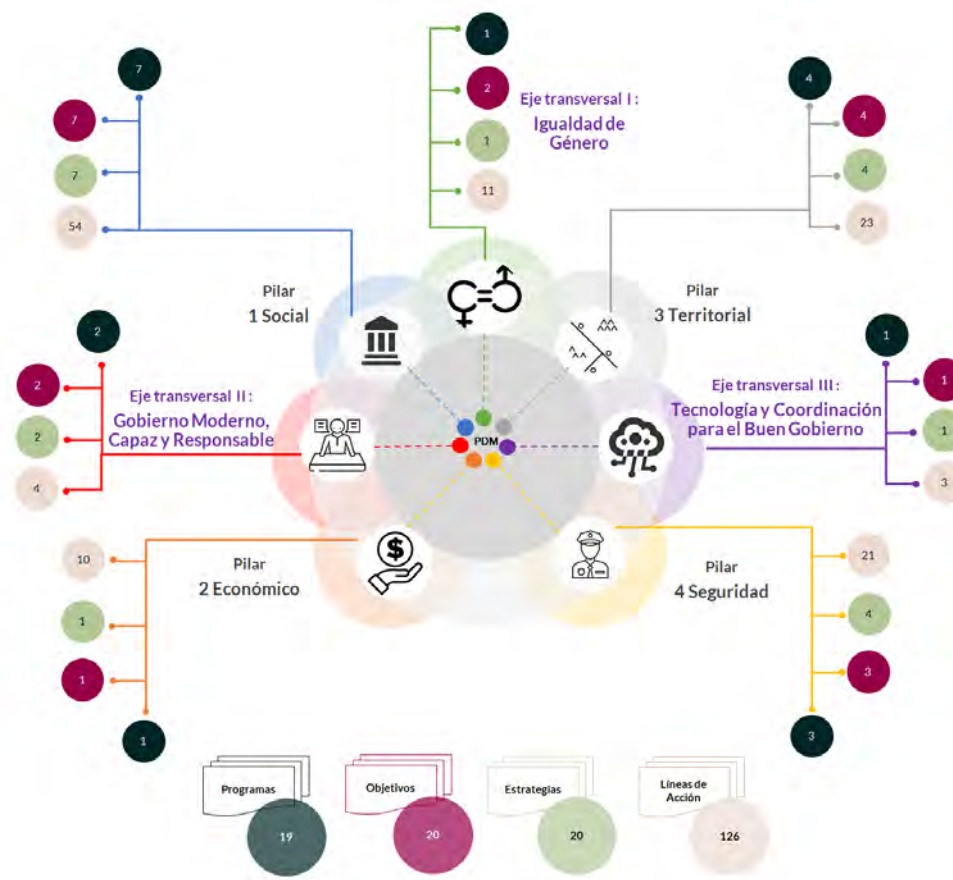 7
7
7
54
1
2
1
11
Eje transversal I :
Igualdad de
Género
4
4
4
23
Pilar
1 Social
Pilar
3 Territorial
2
2
2
4
Eje transversal II :
Gobierno Moderno,
Capaz y Responsable
PDM
Eje transversal III :
Tecnología y Coordinación
para el Buen Gobierno
1
1
1
3
10
1
1
1
Pilar
2 Económico
$
Pilar
4 Seguridad
21
4
3
3
Programas
19
Objetivos
20
Estrategias
20
Líneas de
Acción
126